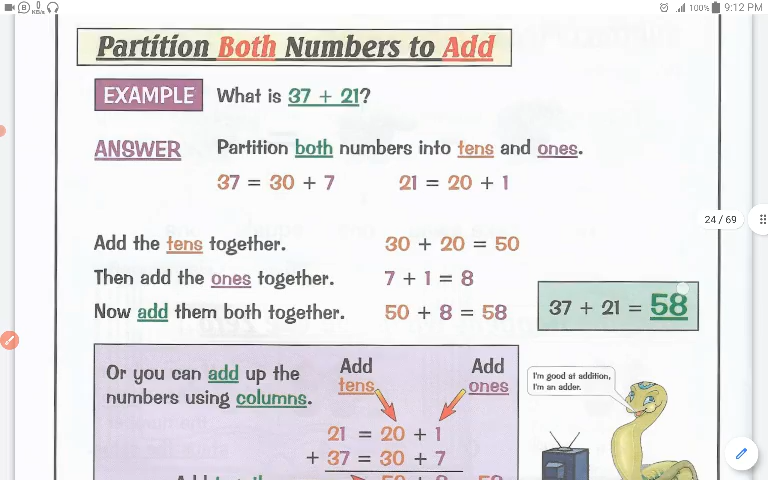 100% 9:12 PM
Partition Both Numbers to Add
EXAMPLE What is 37 + 21?
ANSWER Partition both numbers into tens and ones.
37 = 30 + 7 21 = 20 + 1
24 / 69
Add the tens together. 30 + 20 = 50
Then add the ones together. 7 + 1 = 8
Now add them both together. 50 + 8 = 58
37 + 21 = 58
Or you can add up the
numbers using columns.
Add
tens
Add
ones
21 = 20 + 1
+ 37 = 30 + 7
I'm good at addition,
I'm an adder.